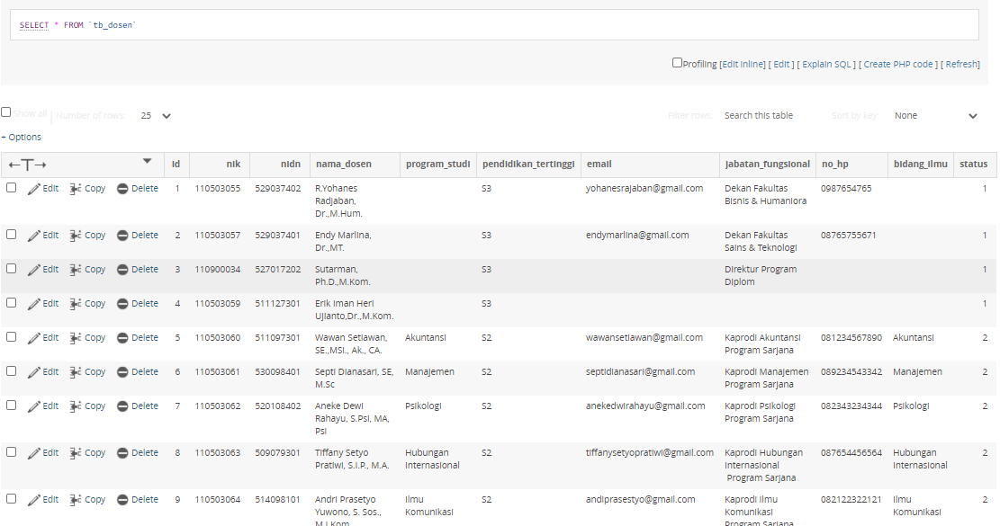 SELECT * FROM `tb_dosen`
Profiling [Edit inline] [ Edit ] [ Explain SQL ] [ Create PHP code ] [ Refresh]
Show all | Number of rows: 25 Filter rows: Search this table Sort by key: None
+ Options
←T→ id nik nidn nama_dosen program_studi pendidikan_tertinggi email jabatan_fungsional no_hp bidang_ilmu status
Edit Copy Delete 1 110503055 529037402 R.Yohanes S3 yohanesrajaban@gmail.com Dekan Fakultas 0987654765 1
Radjaban, Bisnis & Humaniora
Dr.,M.Hum.
Edit Copy Delete 2 110503057 529037401 Endy Marlina, S3 endymarlina@gmail.com Dekan Fakultas 08765755671 1
Dr.,MT. Sains & Teknologi
Edit Copy Delete 3 110900034 527017202 Sutarman, S3 Direktur Program 1
Ph.D.,M.Kom. Diplom
Edit Copy Delete 4 110503059 511127301 Erik Iman Heri S3 1
Ujianto,Dr.,M.Kom.
Edit Copy Delete 5 110503060 511097301 Wawan Setiawan, Akuntansi S2 wawansetiawan@gmail.com Kaprodi Akuntansi 081234567890 Akuntansi 2
SE.,MSi., Ak., CA. Program Sarjana
Edit Copy Delete 6 110503061 530098401 Septi Dianasari, SE, Manajemen S2 septidianasari@gmail.com Kaprodi Manajemen 089234543342 Manajemen 2
M.Sc Program Sarjana
Edit Copy Delete 7 110503062 520108402 Aneke Dewi Psikologi S2 anekedwirahayu@gmail.com Kaprodi Psikologi 082343234344 Psikologi 2
Rahayu, S.Psi, MA, Program Sarjana
Psi
Edit Copy Delete 8 110503063 509079301 Tiffany Setyo Hubungan S2 tiffanysetyopratiwi@gmail.com Kaprodi Hubungan 087654456564 Hubungan 2
Pratiwi, S.I.P., M.A. Internasional Internasional Internasional
Program Sarjana
Edit Copy Delete 9 110503064 514098101 Andri Prasetyo Ilmu S2 andiprasestyo@gmail.com Kaprodi Ilmu 082122322121 Ilmu 2
Yuwono, S. Sos., Komunikasi Komunikasi Komunikasi
M.I.Kom Program Sarjana